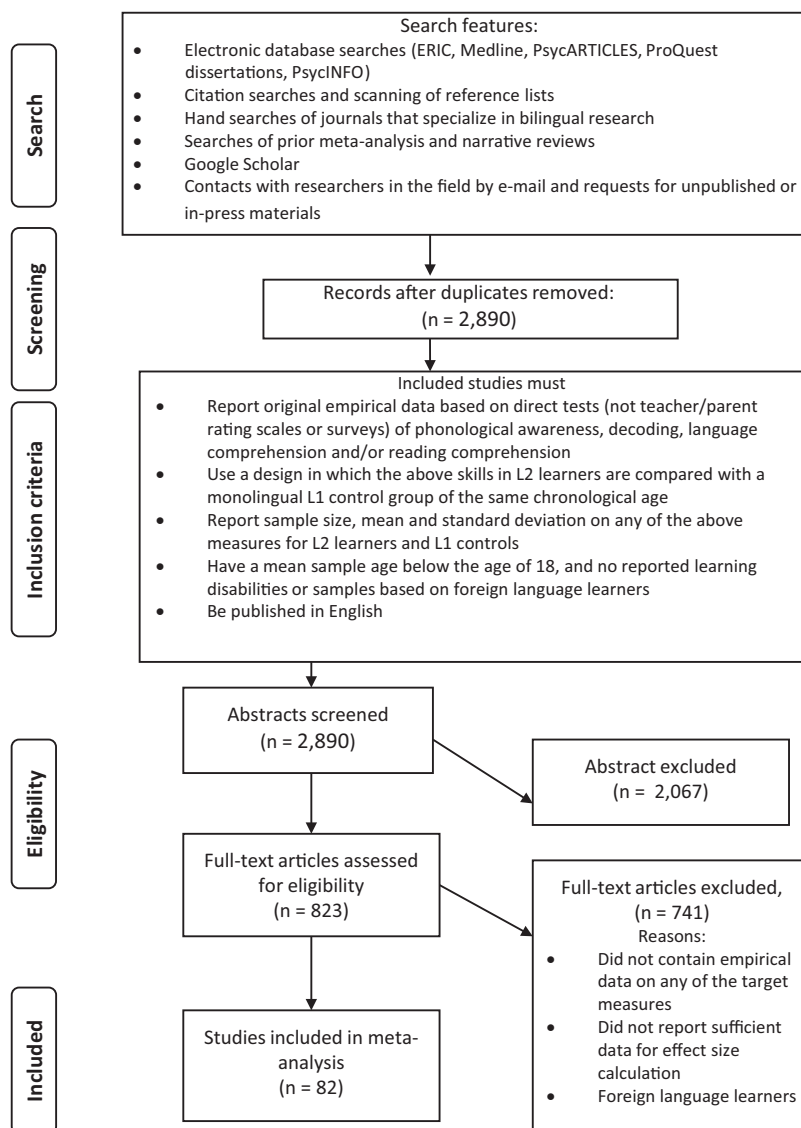 Search
Search features:
• Electronic database searches (ERIC, Medline, PsycARTICLES, ProQuest
dissertations, PsycINFO)
• Citation searches and scanning of reference lists
• Hand searches of journals that specialize in bilingual research
• Searches of prior meta-analysis and narrative reviews
• Google Scholar
• Contacts with researchers in the field by e-mail and requests for unpublished or
in-press materials
Screening
Records after duplicates removed:
(n = 2,890)
Inclusion criteria
Included studies must
• Report original empirical data based on direct tests (not teacher/parent
rating scales or surveys) of phonological awareness, decoding, language
comprehension and/or reading comprehension
• Use a design in which the above skills in L2 learners are compared with a
monolingual L1 control group of the same chronological age
• Report sample size, mean and standard deviation on any of the above
measures for L2 learners and L1 controls
• Have a mean sample age below the age of 18, and no reported learning
disabilities or samples based on foreign language learners
• Be published in English
Eligibility
Abstracts screened
(n = 2,890)
Abstract excluded
(n = 2,067)
Full-text articles assessed
for eligibility
(n = 823)
Full-text articles excluded,
(n = 741)
Reasons:
• Did not contain empirical
data on any of the target
measures
• Did not report sufficient
data for effect size
calculation
• Foreign language learners
Included
Studies included in meta-
analysis
(n = 82)